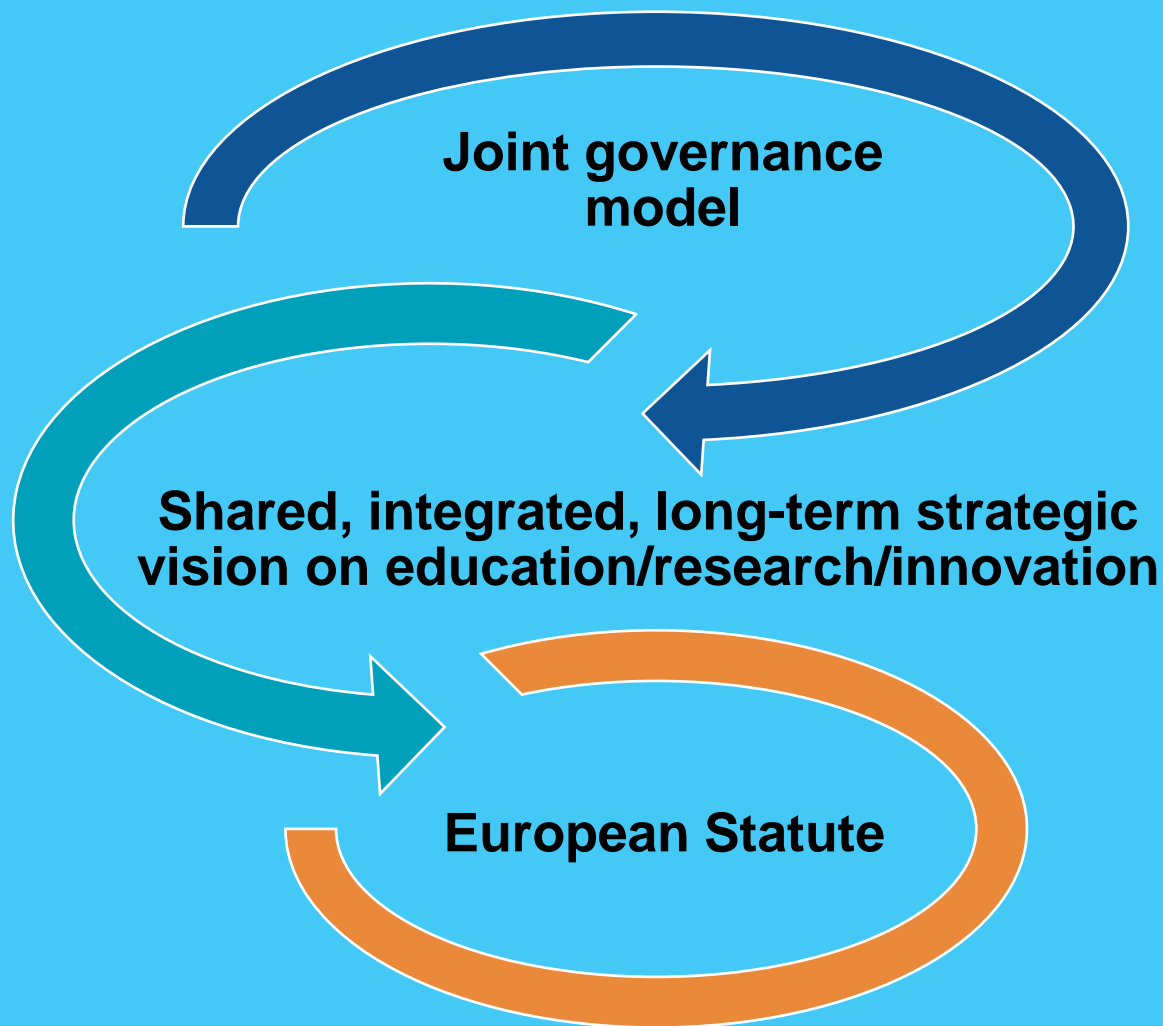 Joint governance
model
Shared, integrated, long-term strategic
vision on education/research/innovation
European Statute